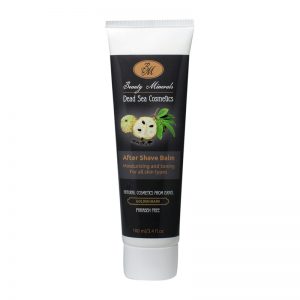 BM
Beauty Minerals
Dead Sea Cosmetics
After Shave Balm
Moisturizing and toning
For all skin types
NATURAL COSMETICS FROM ISRAEL
PARABEN FREE
100 ml/3.4 fl.oz